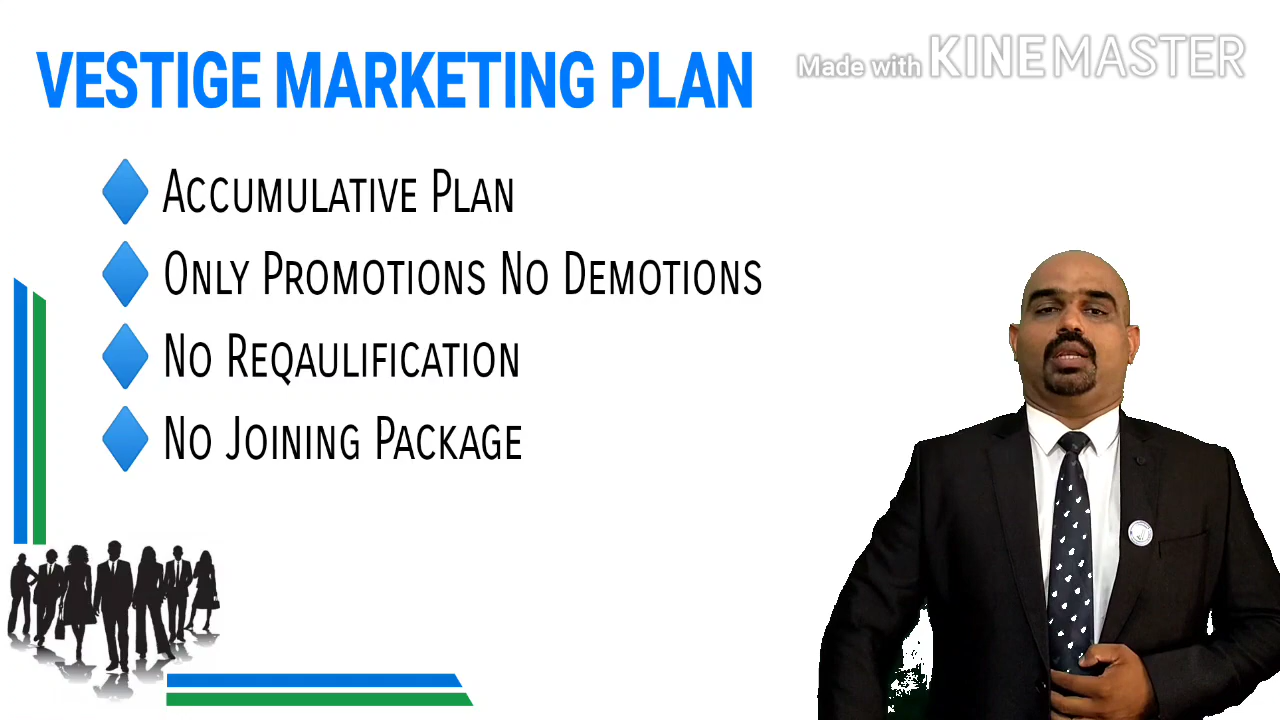 VESTIGE MARKETING PLAN
Made with KINEMASTER
Accumulative Plan
Only Promotions No Demotions
No Reqaulification
No Joining Package